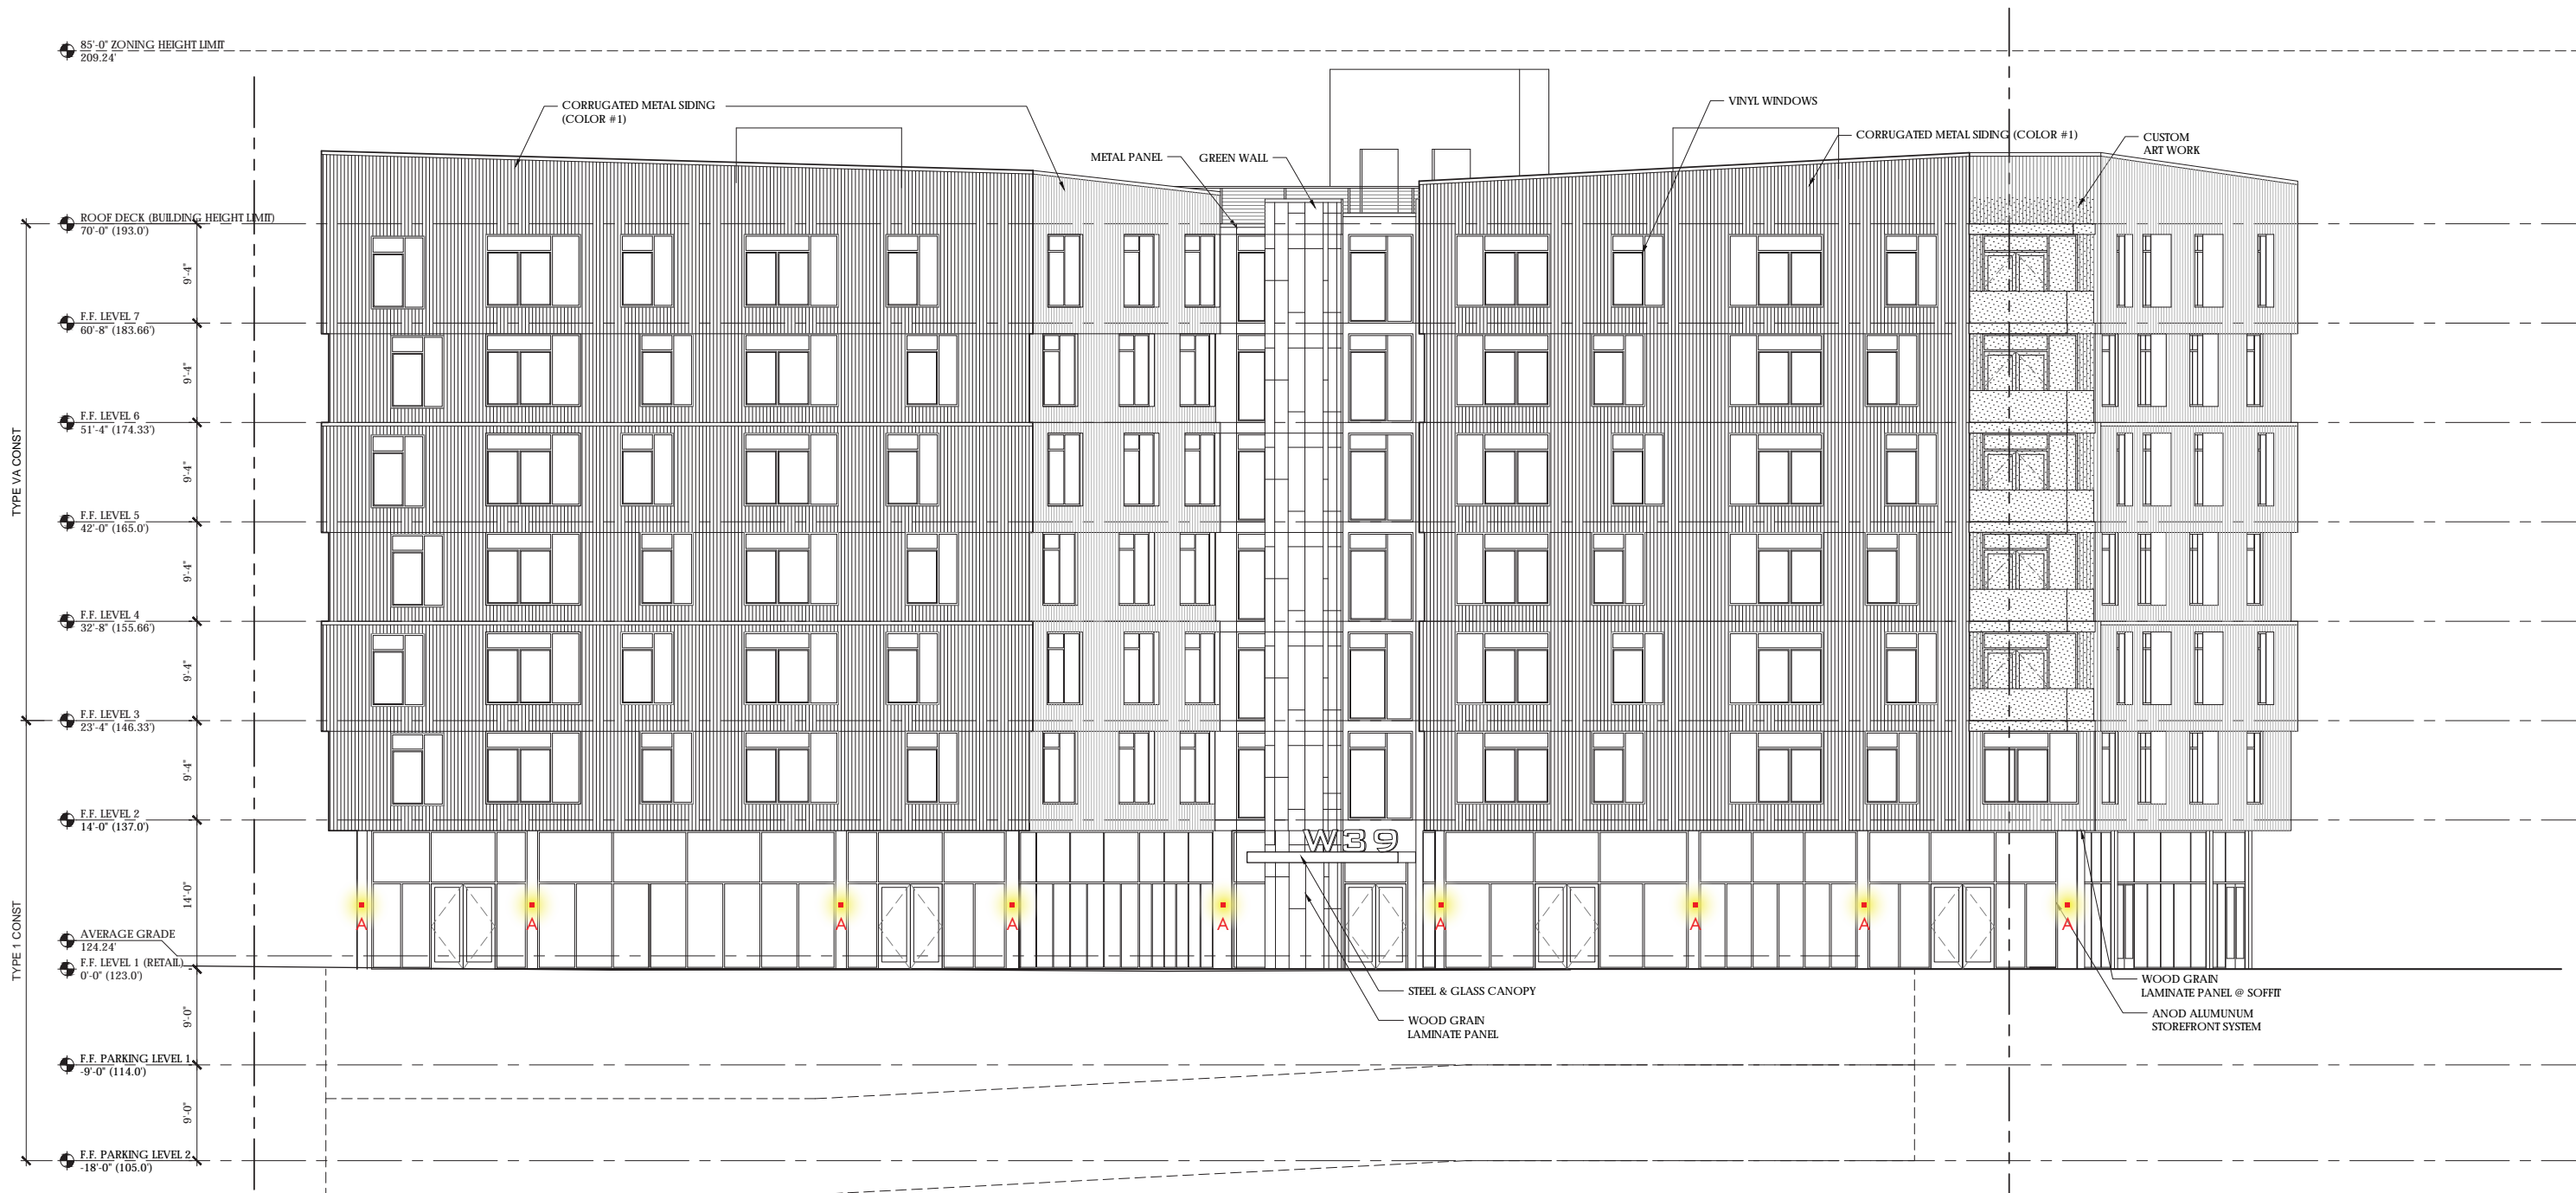 85'-0" ZONING HEIGHT LIMIT
209.24'
CORRUGATED METAL SIDING
(COLOR #1)
METAL PANEL
GREEN WALL
VINYL WINDOWS
CORRUGATED METAL SIDING (COLOR #1)
CUSTOM
ART WORK
ROOF DECK (BUILDING HEIGHT LIMIT)
70'-0" (193.0')
9'-4"
F.F. LEVEL 7
60'-8" (183.66')
9'-4"
F.F. LEVEL 6
51'-4" (174.33')
TYPE VA CONST
9'-4"
F.F. LEVEL 5
42'-0" (165.0')
9'-4"
F.F. LEVEL 4
32'-8" (155.66')
9'-4"
F.F. LEVEL 3
23'-4" (146.33')
9'-4"
F.F. LEVEL 2
14'-0" (137.0')
W39
14'-0"
A A A A A A A A A
TYPE 1 CONST
AVERAGE GRADE
124.24'
F.F. LEVEL 1 (RETAIL)
0'-0" (123.0')
STEEL & GLASS CANOPY
WOOD GRAIN
LAMINATE PANEL
WOOD GRAIN
LAMINATE PANEL @ SOFFIT
ANOD ALUMUNUM
STOREFRONT SYSTEM
9'-0"
F.F. PARKING LEVEL 1
-9'-0" (114.0')
9'-0"
F.F. PARKING LEVEL 2
-18'-0" (105.0')